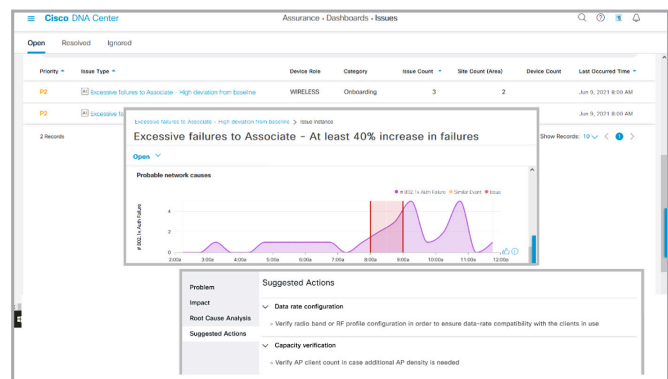 Cisco DNA Center
Assurance • Dashboards • Issues
Open Resolved Ignored
Priority Issue Type Device Role Category Issue Count Site Count (Area) Device Count Last Occurred Time
P2 AI Excessive failures to Associate - High deviation from baseline WIRELESS Onboarding 3 2 Jun 9, 2021 8:00 AM
P2 AI Excessive fa Jun 9, 2021 8:00 AM
2 Records
Show Records: 10 1
Excessive failures to Associate - High deviation from baseline > Issue Instance
Excessive failures to Associate - At least 40% increase in failures
Open
Probable network causes
# 802.1x Auth Failure Similar Event Issue
# 802.1x Auth Failure
4
2
0
2:00a 3:00a 4:00a 5:00a 6:00a 7:00a 8:00a 9:00a 10:00a 11:00a 12:00p
Problem
Impact
Root Cause Analysis
Suggested Actions
Suggested Actions
Data rate configuration
Verify radio band or RF profile configuration in order to ensure data-rate compatibility with the clients in use
Capacity verification
Verify AP client count in case additional AP density is needed